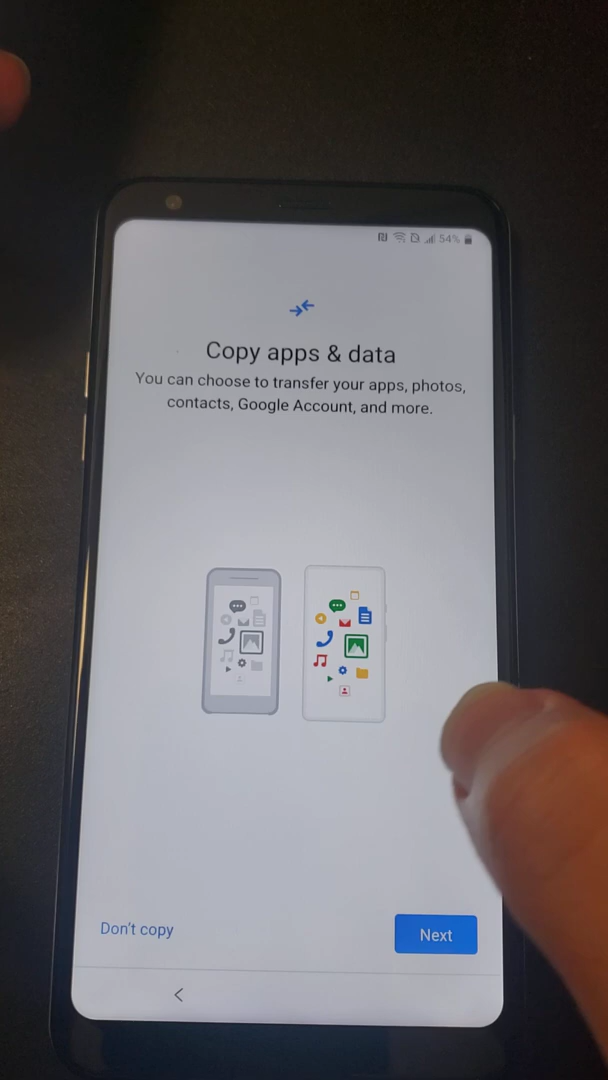 54%
Copy apps & data
You can choose to transfer your apps, photos,
contacts, Google Account, and more.
Don't copy
Next